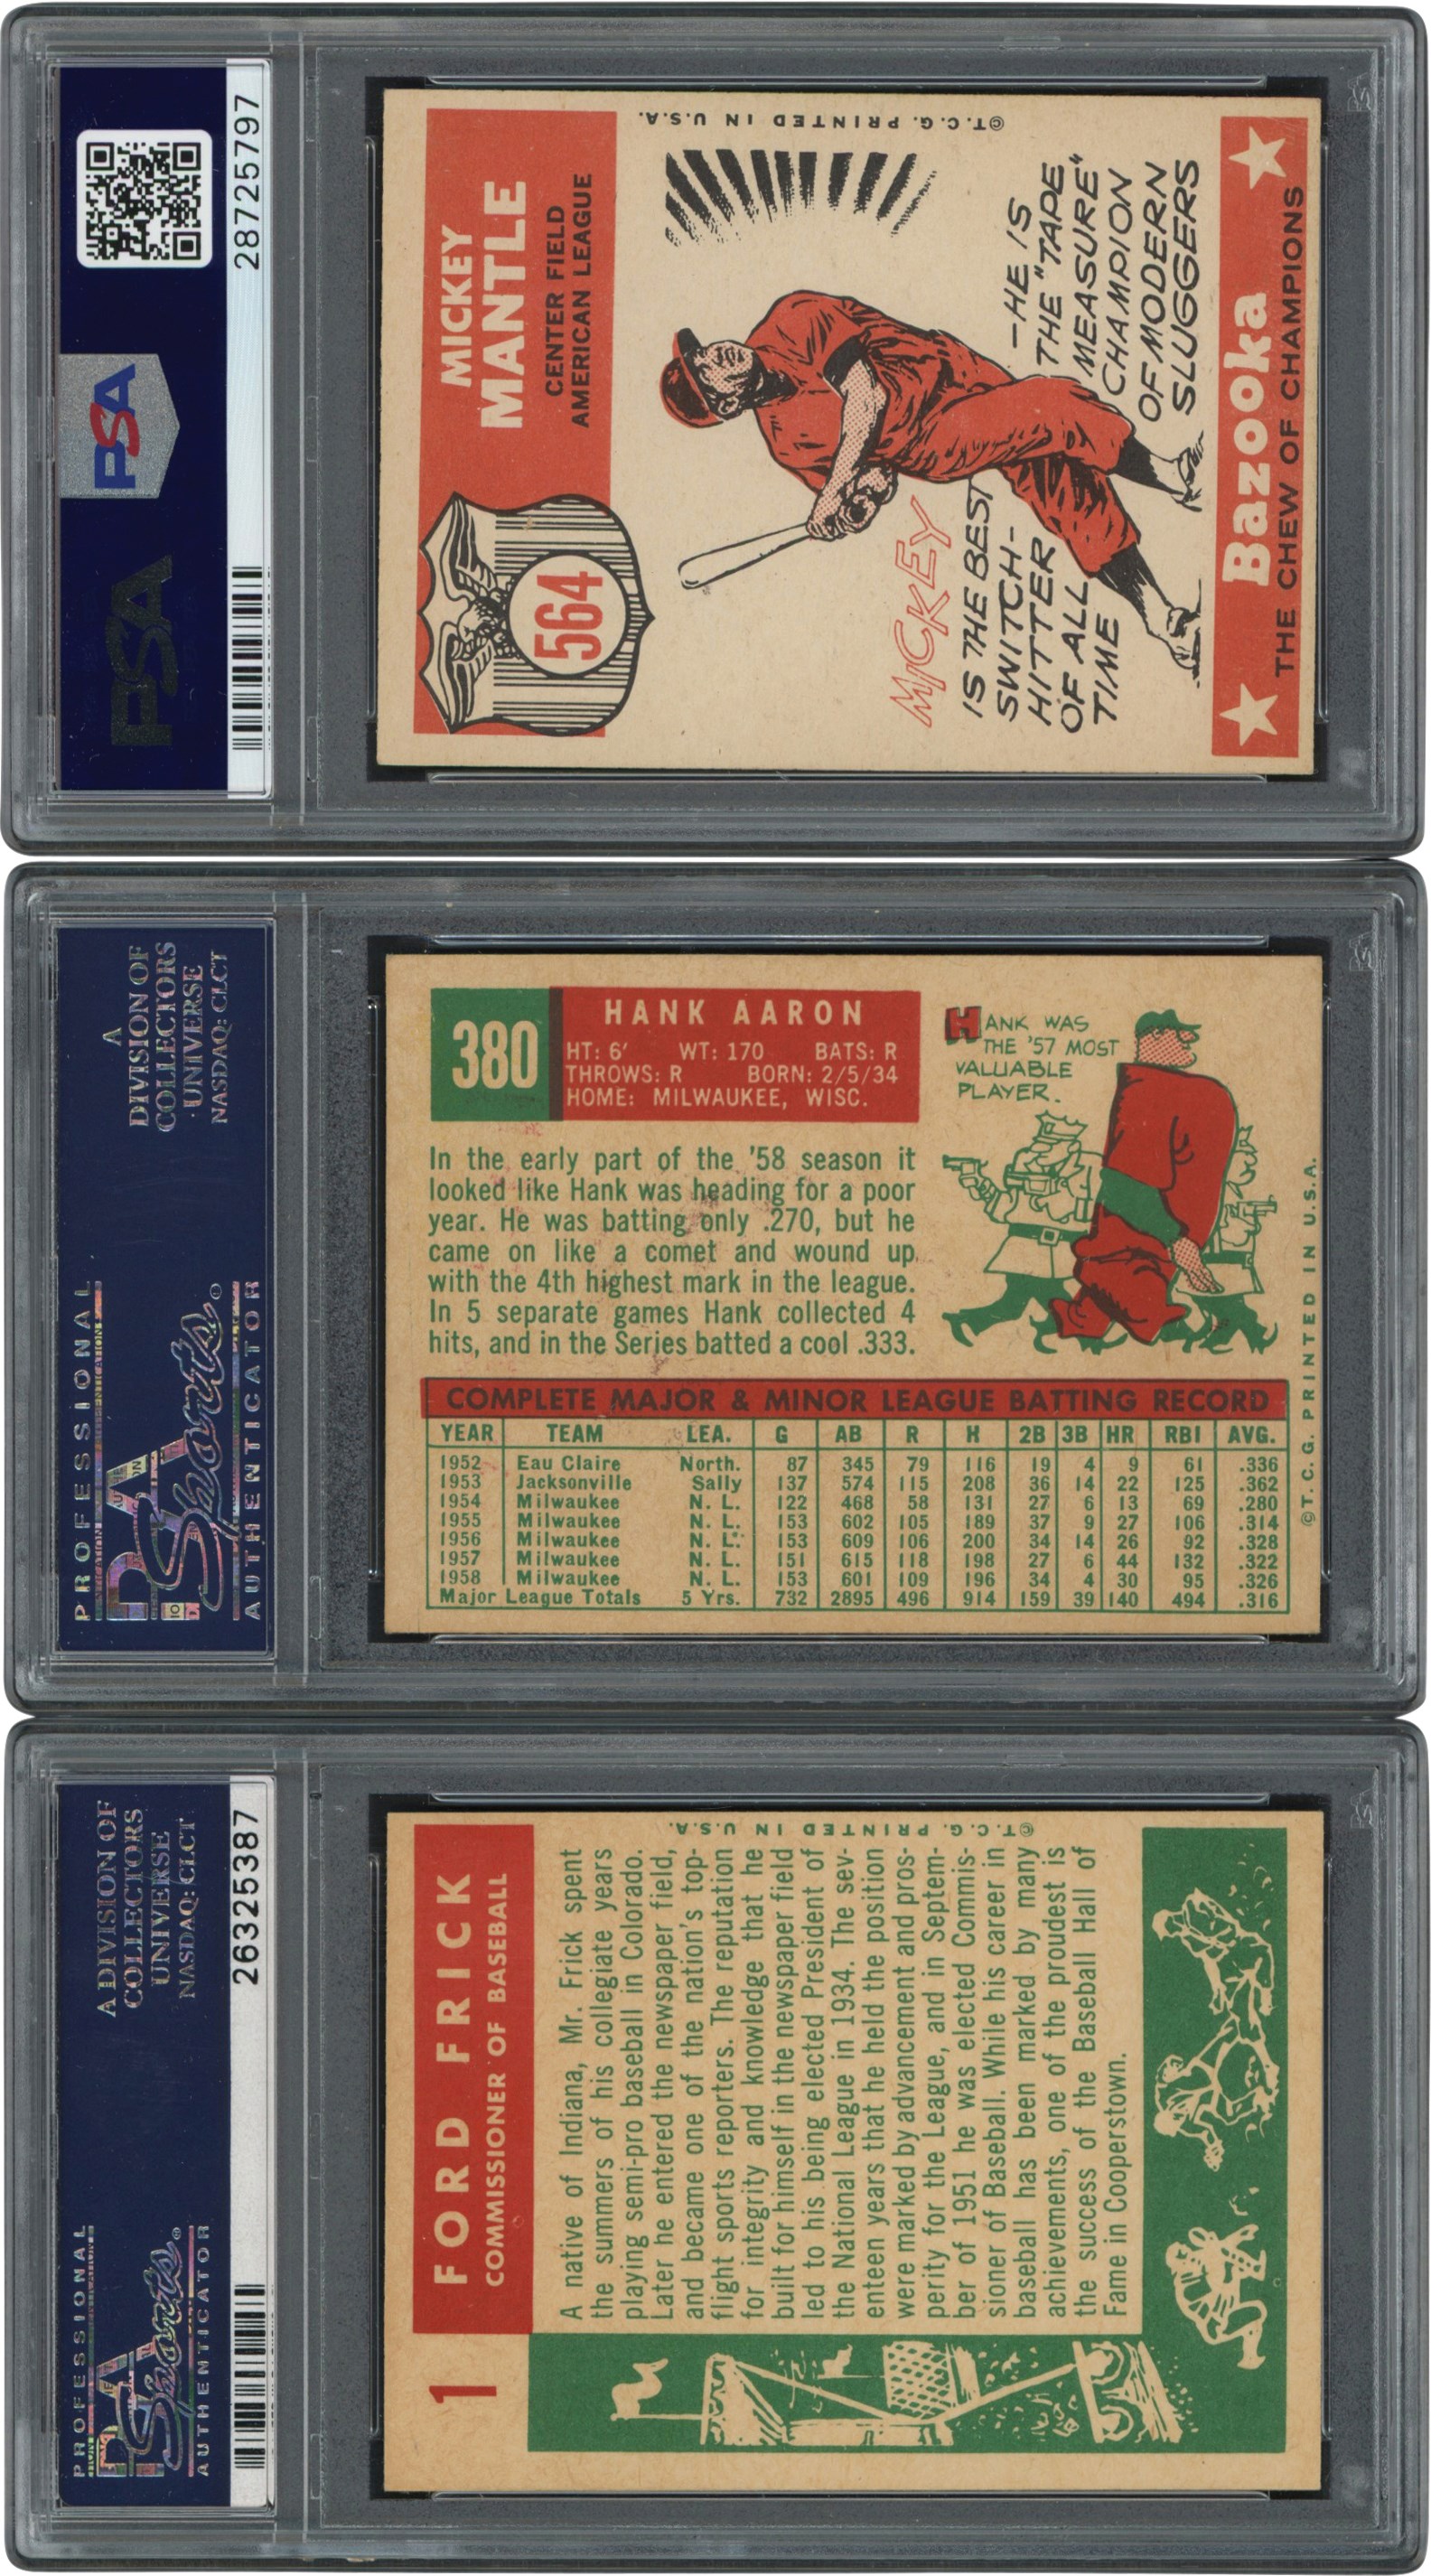 PSA
PSA
28725797
564
MICKEY
MANTLE
CENTER FIELD
AMERICAN LEAGUE
MICKEY
IS THE BEST
SWITCH-
HITTER
OF ALL
TIME
—HE IS
THE "TAPE
MEASURE"
CHAMPION
OF MODERN
SLUGGERS
©T.C.G. PRINTED IN U.S.A.
Bazooka
THE CHEW OF CHAMPIONS
A
DIVISION OF
COLLECTORS
UNIVERSE
NASDAQ: CLCT
PROFESSIONAL
PSA
Sports®
AUTHENTICATOR
380
HANK AARON
HT: 6' WT: 170 BATS: R
THROWS: R BORN: 2/5/34
HOME: MILWAUKEE, WISC.
HANK WAS
THE '57 MOST
VALUABLE
PLAYER.
In the early part of the '58 season it
looked like Hank was heading for a poor
year. He was batting only .270, but he
came on like a comet and wound up
with the 4th highest mark in the league.
In 5 separate games Hank collected 4
hits, and in the Series batted a cool .333.
COMPLETE MAJOR & MINOR LEAGUE BATTING RECORD
YEAR TEAM LEA. G AB R H 2B 3B HR RBI AVG.
1952 Eau Claire North. 87 345 79 116 19 4 9 61 .336
1953 Jacksonville Sally 137 574 115 208 36 14 22 125 .362
1954 Milwaukee N. L. 122 468 58 131 27 6 13 69 .280
1955 Milwaukee N. L. 153 602 105 189 37 9 27 106 .314
1956 Milwaukee N. L. 153 609 106 200 34 14 26 92 .328
1957 Milwaukee N. L. 151 615 118 198 27 6 44 132 .322
1958 Milwaukee N. L. 153 601 109 196 34 4 30 95 .326
Major League Totals 5 Yrs. 732 2895 496 914 159 39 140 494 .316
©T. C. G. PRINTED IN U.S.A.
A DIVISION OF
COLLECTORS
UNIVERSE
NASDAQ: CLCT
PROFESSIONAL
PSA
Sports®
AUTHENTICATOR
26325387
1
FORD FRICK
COMMISSIONER OF BASEBALL
A native of Indiana, Mr. Frick spent
the summers of his collegiate years
playing semi-pro baseball in Colorado.
Later he entered the newspaper field,
and became one of the nation's top-
flight sports reporters. The reputation
for integrity and knowledge that he
built for himself in the newspaper field
led to his being elected President of
the National League in 1934. The sev-
enteen years that he held the position
were marked by advancement and pros-
perity for the League, and in Septem-
ber of 1951 he was elected Commis-
sioner of Baseball. While his career in
baseball has been marked by many
achievements, one of the proudest is
the success of the Baseball Hall of
Fame in Cooperstown.
©T.C.G. PRINTED IN U.S.A.